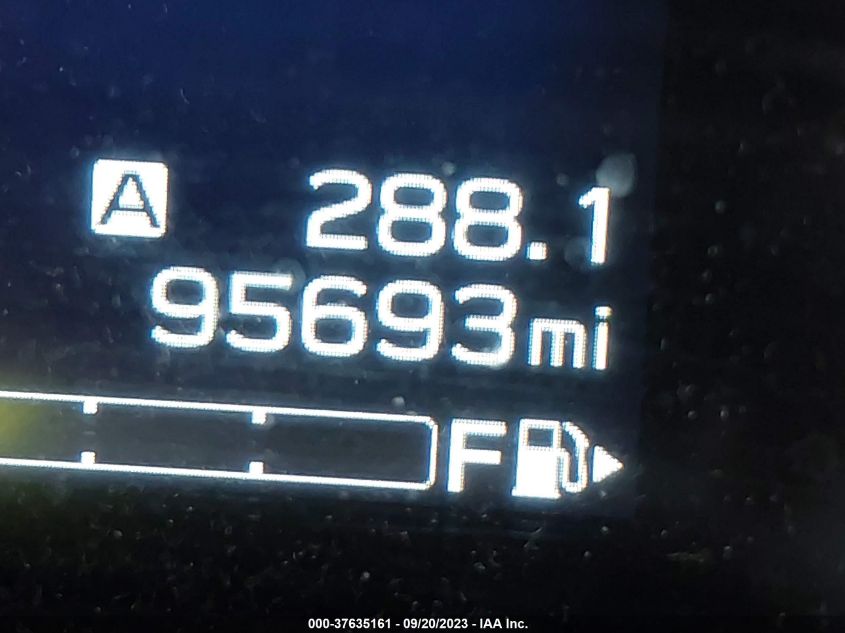 A 288.1
95693mi
F
000-37635161 - 09/20/2023 - IAA Inc.